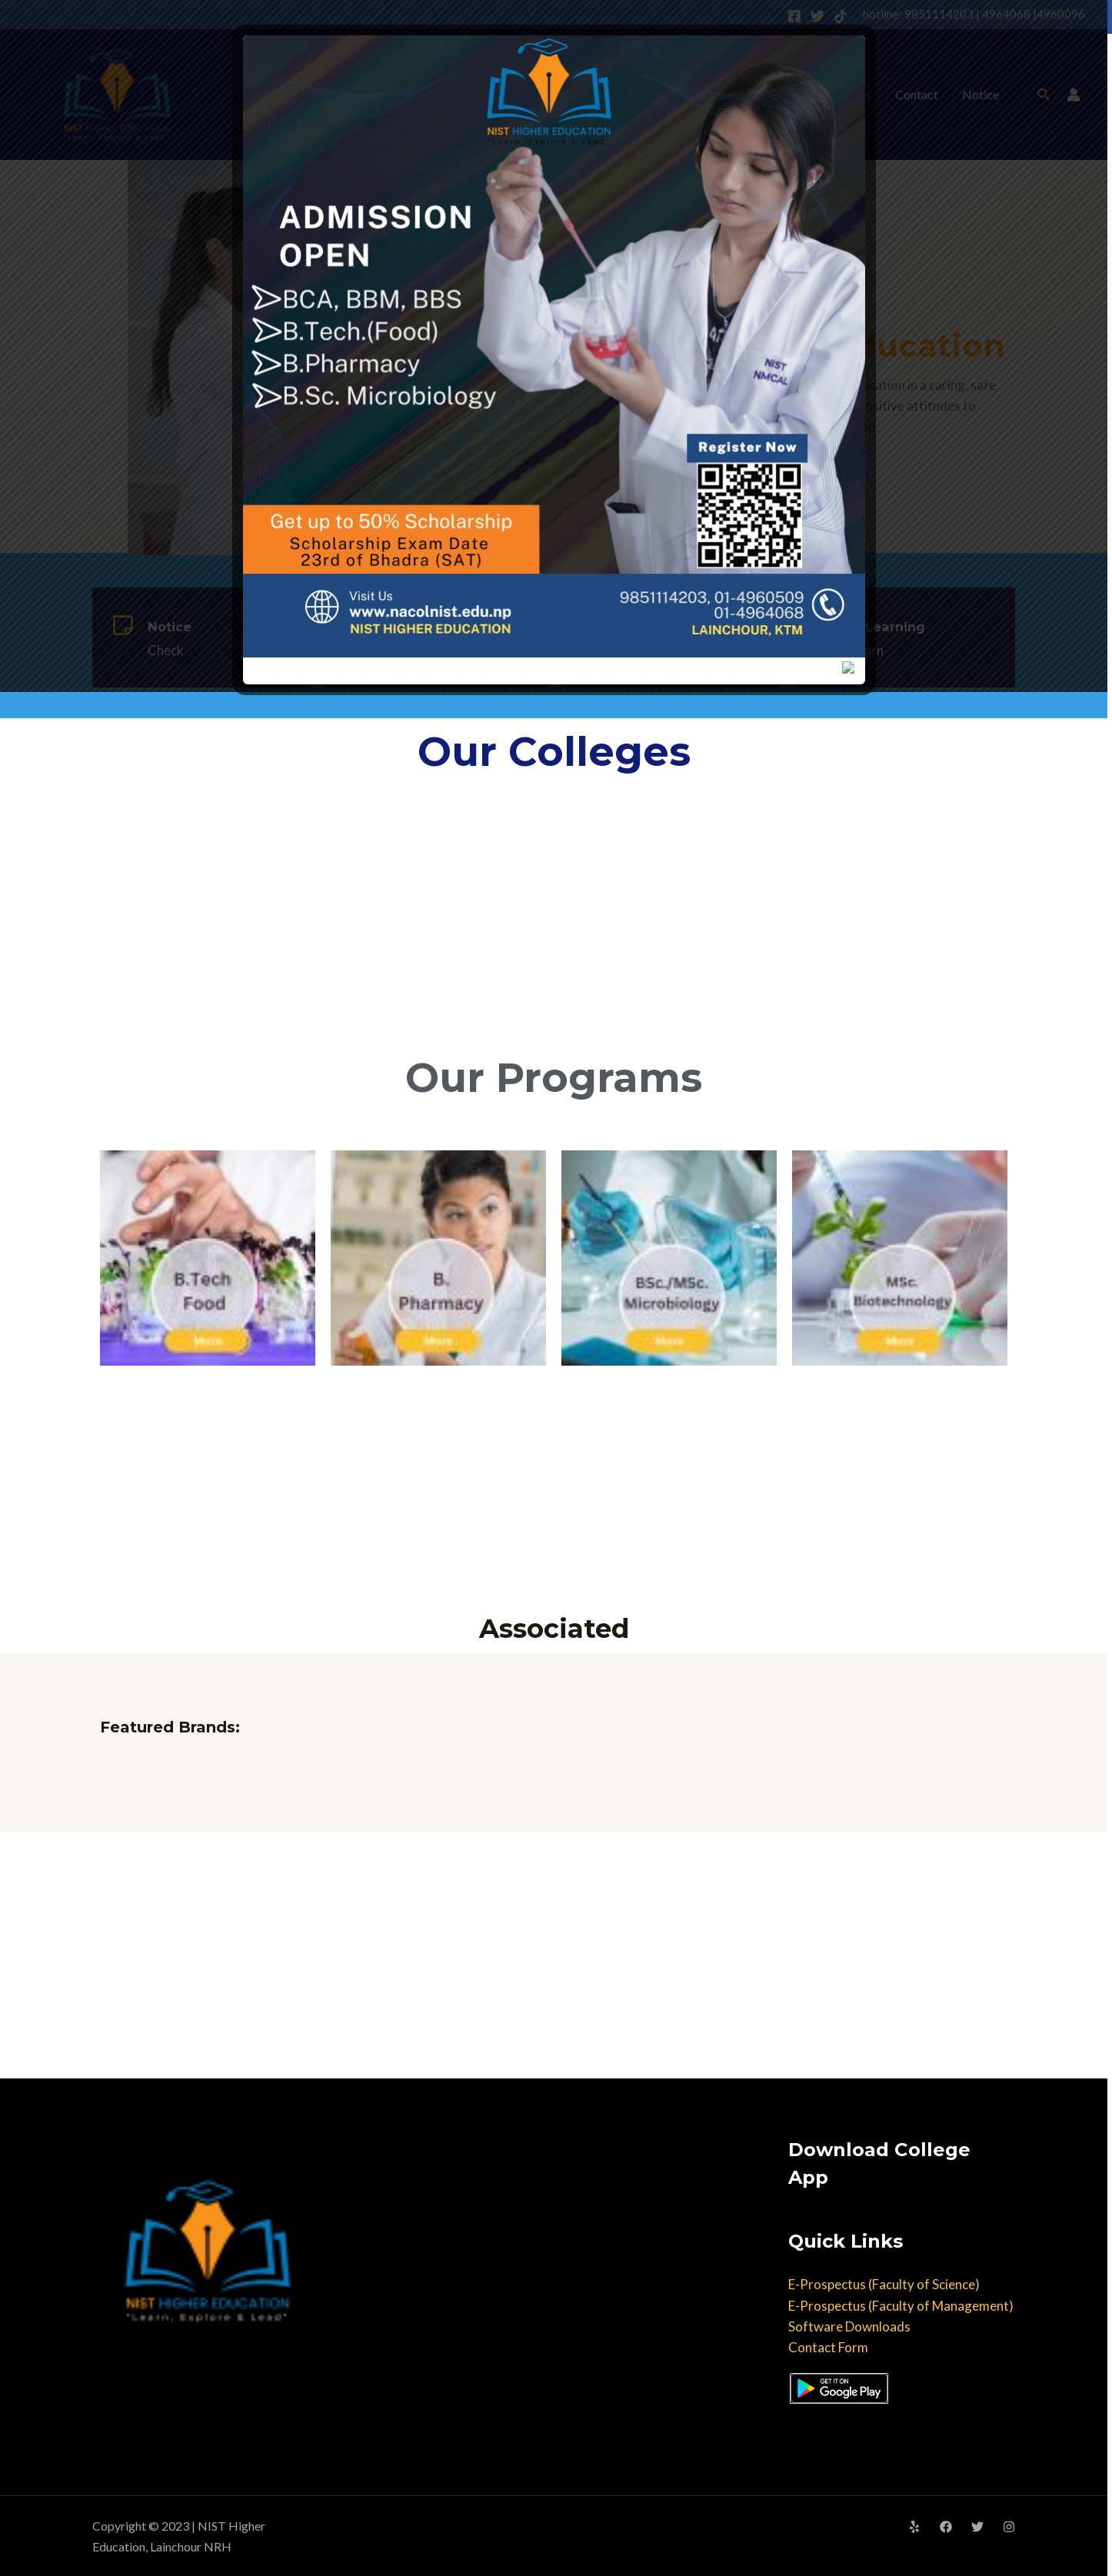 hotline: 9851114203 | 4964068 |4960096
NIST HIGHER EDUCATION
"Learn, Explore & Lead"
Contact
Notice
ADMISSION
OPEN
BCA, BBM, BBS
B.Tech.(Food)
B.Pharmacy
B.Sc. Microbiology
NIST
NMCAL
Register Now
Get up to 50% Scholarship
Scholarship Exam Date
23rd of Bhadra (SAT)
Visit Us
www.nacolnist.edu.np
NIST HIGHER EDUCATION
9851114203, 01-4960509
01-4964068
LAINCHOUR, KTM
in a caring, safe
attitudes to
Notice
Check
Learning
Our Colleges
Our Programs
B.Tech
Food
More
B.
Pharmacy
More
BSc./MSc.
Microbiology
More
MSc.
Biotechnology
More
Associated
Featured Brands:
NIST HIGHER EDUCATION
"Learn, Explore & Lead"
Download College
App
Quick Links
E-Prospectus (Faculty of Science)
E-Prospectus (Faculty of Management)
Software Downloads
Contact Form
GET IT ON
Google Play
Copyright © 2023 | NIST Higher
Education, Lainchour NRH